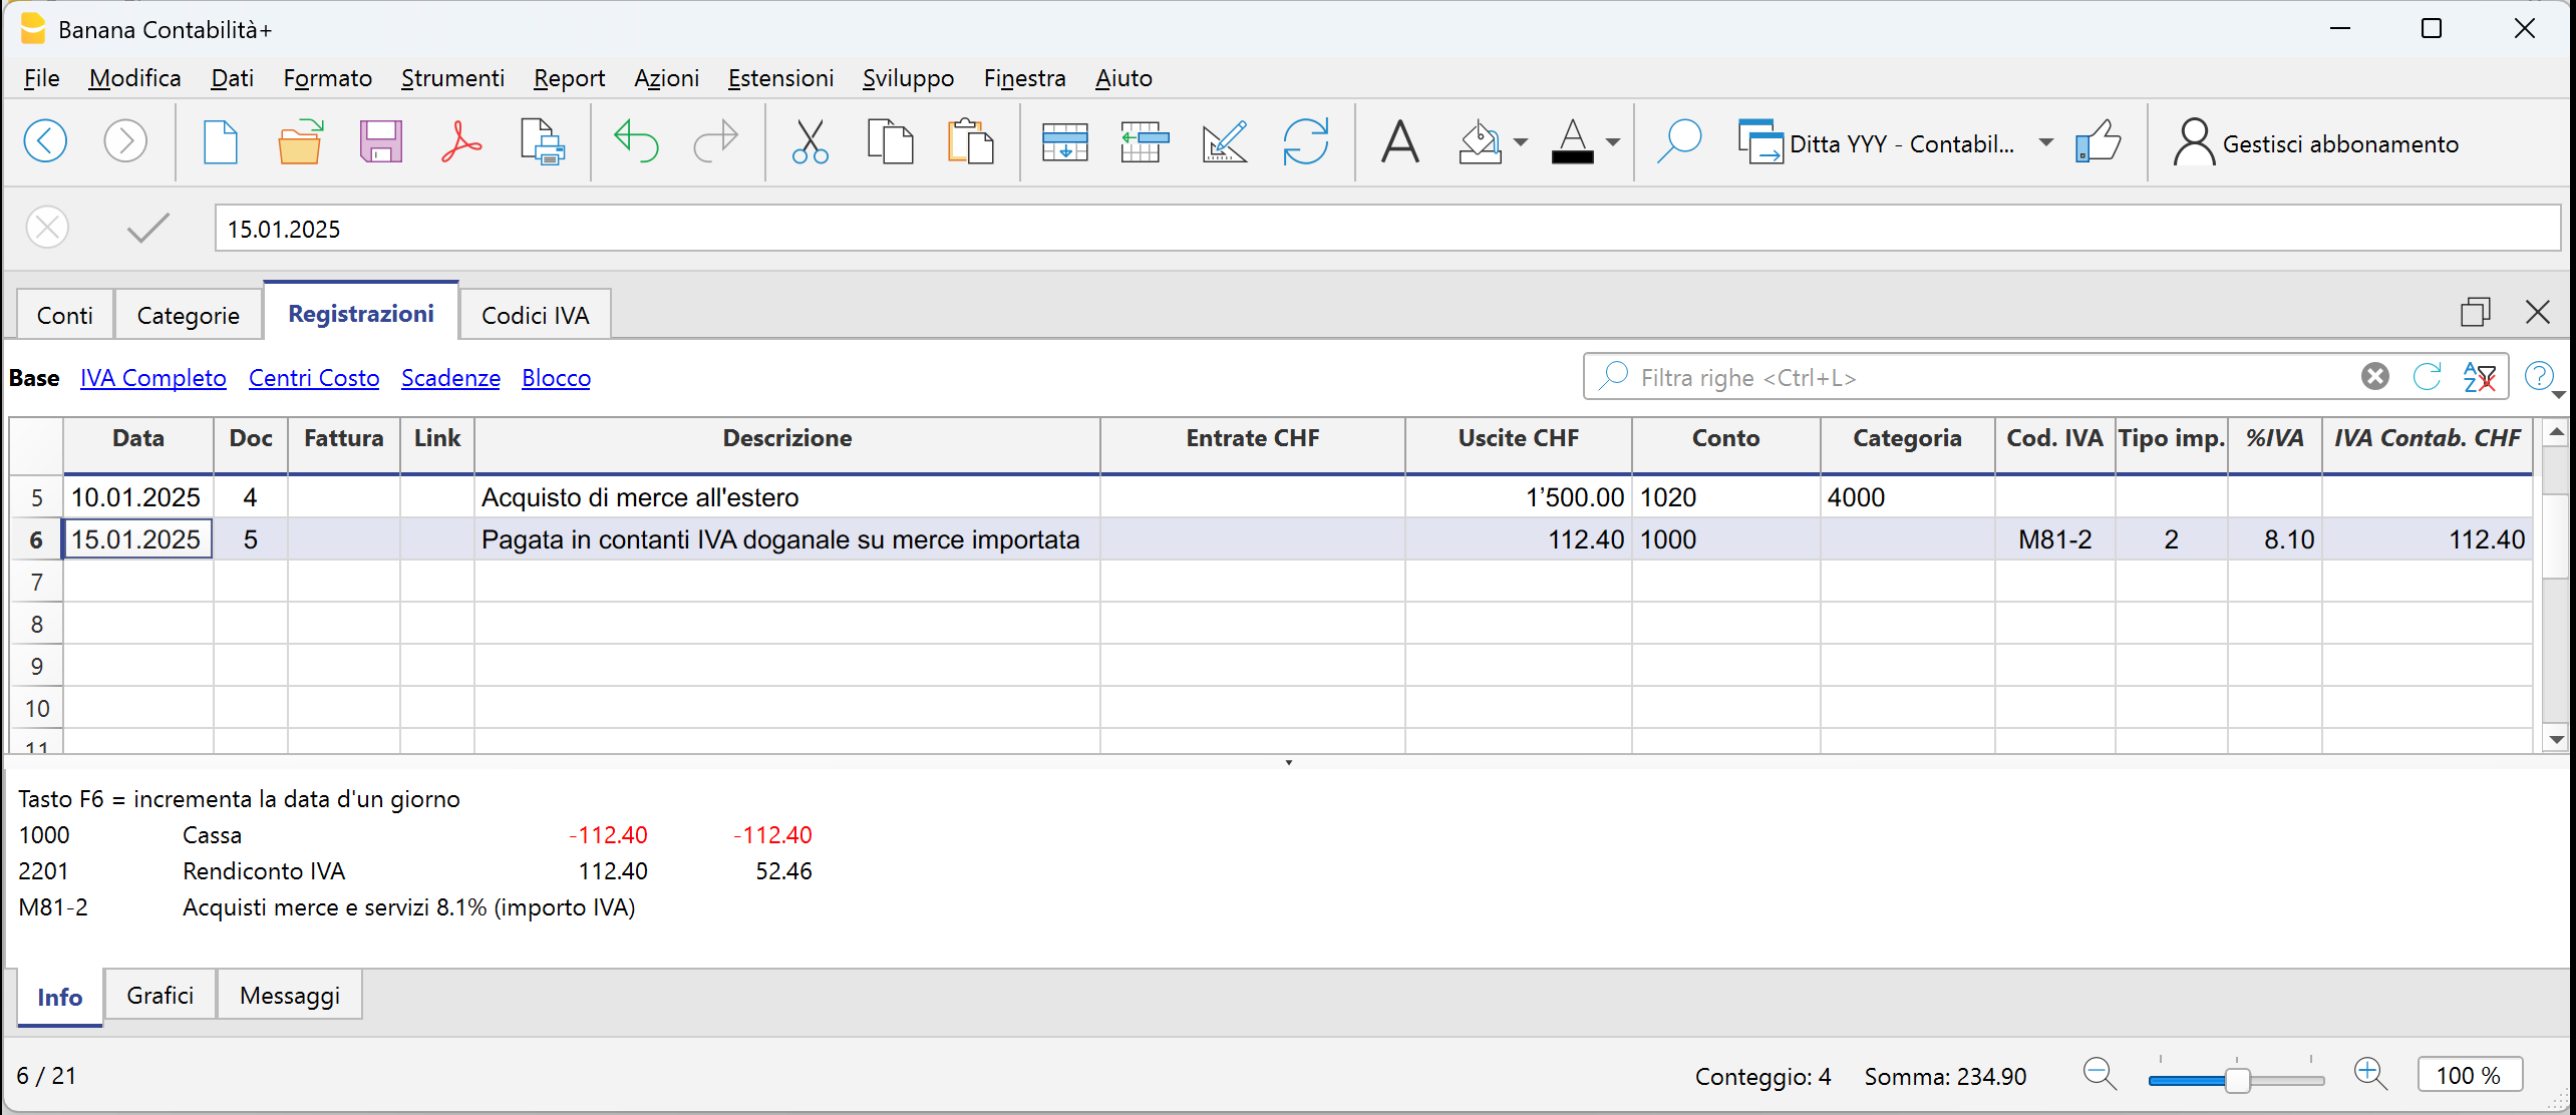 Banana Contabilità+
File Modifica Dati Formato Strumenti Report Azioni Estensioni Sviluppo Finestra Aiuto
Ditta YYY - Contabil... Gestisci abbonamento
15.01.2025
Conti Categorie Registrazioni Codici IVA
Base IVA Completo Centri Costo Scadenze Blocco Filtra righe <Ctrl+L>
Data Doc Fattura Link Descrizione Entrate CHF Uscite CHF Conto Categoria Cod. IVA Tipo imp. %IVA IVA Contab. CHF
5 10.01.2025 4 Acquisto di merce all'estero 1’500.00 1020 4000
6 15.01.2025 5 Pagata in contanti IVA doganale su merce importata 112.40 1000 M81-2 2 8.10 112.40
7
8
9
10
11
Tasto F6 = incrementa la data d'un giorno
1000 Cassa -112.40 -112.40
2201 Rendiconto IVA 112.40 52.46
M81-2 Acquisti merce e servizi 8.1% (importo IVA)
Info Grafici Messaggi
6 / 21 Conteggio: 4 Somma: 234.90 100 %